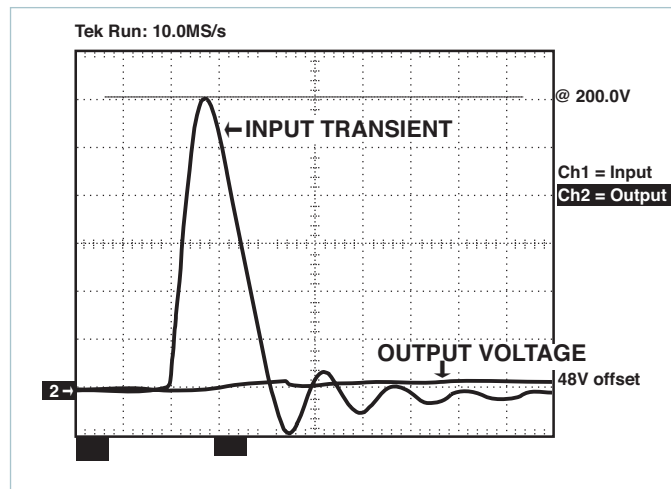 Tek Run: 10.0MS/s
@ 200.0V
INPUT TRANSIENT
Ch1 = Input
Ch2 = Output
OUTPUT VOLTAGE
48V offset
2